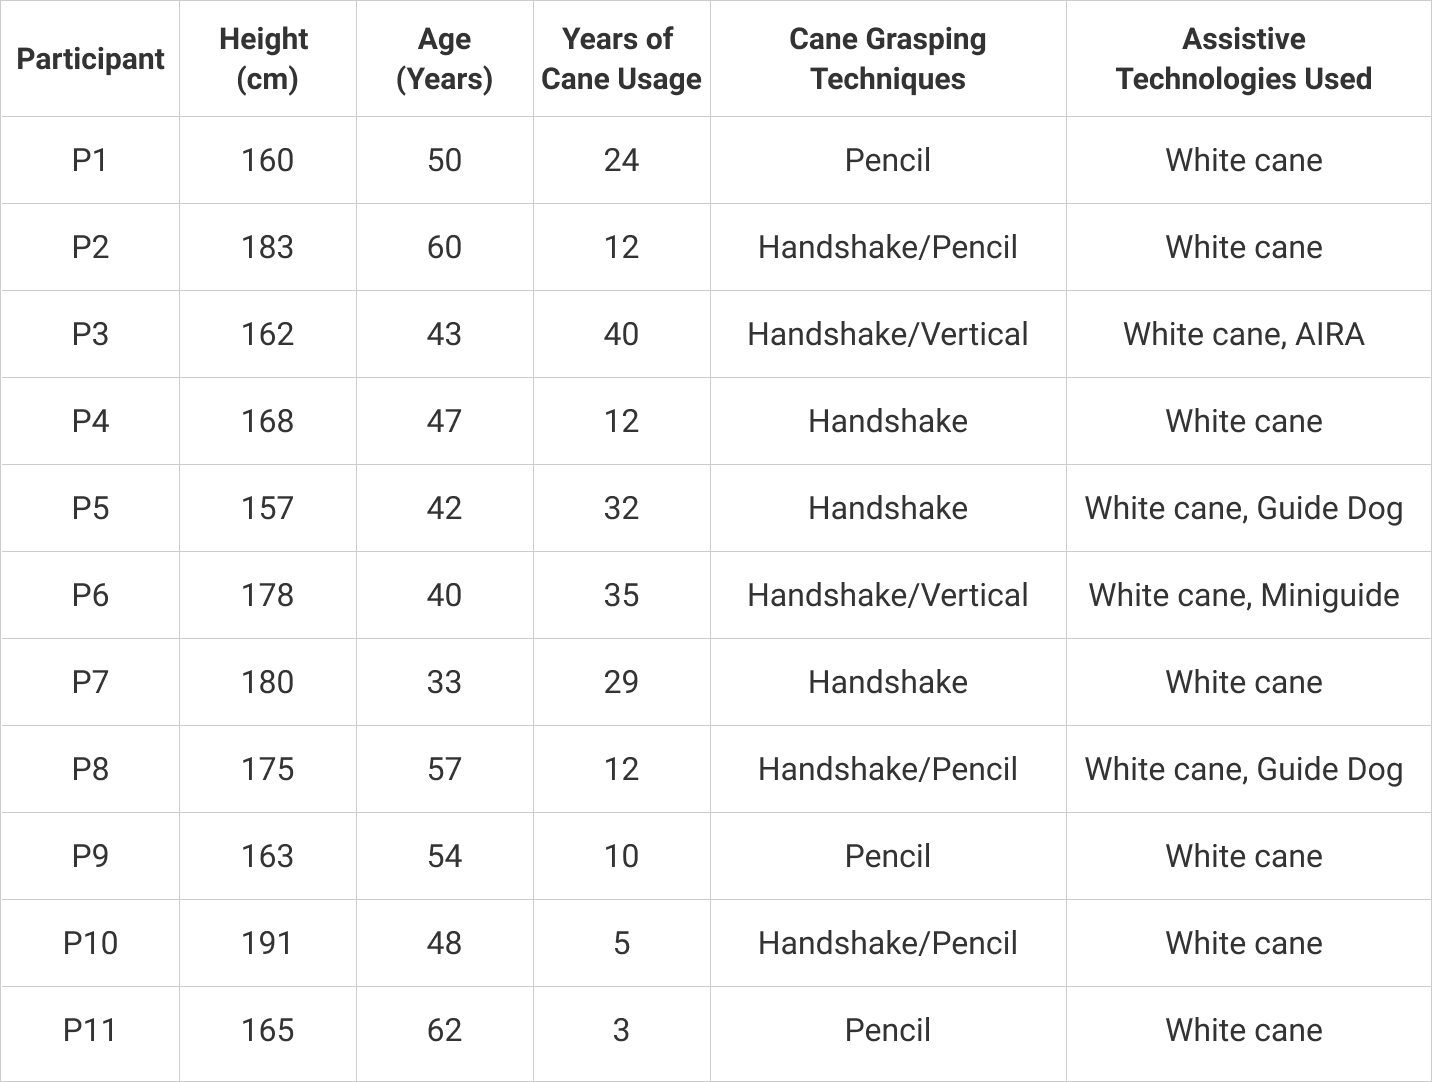 Participant Height (cm) Age (Years) Years of Cane Usage Cane Grasping Techniques Assistive Technologies Used
P1 160 50 24 Pencil White cane
P2 183 60 12 Handshake/Pencil White cane
P3 162 43 40 Handshake/Vertical White cane, AIRA
P4 168 47 12 Handshake White cane
P5 157 42 32 Handshake White cane, Guide Dog
P6 178 40 35 Handshake/Vertical White cane, Miniguide
P7 180 33 29 Handshake White cane
P8 175 57 12 Handshake/Pencil White cane, Guide Dog
P9 163 54 10 Pencil White cane
P10 191 48 5 Handshake/Pencil White cane
P11 165 62 3 Pencil White cane